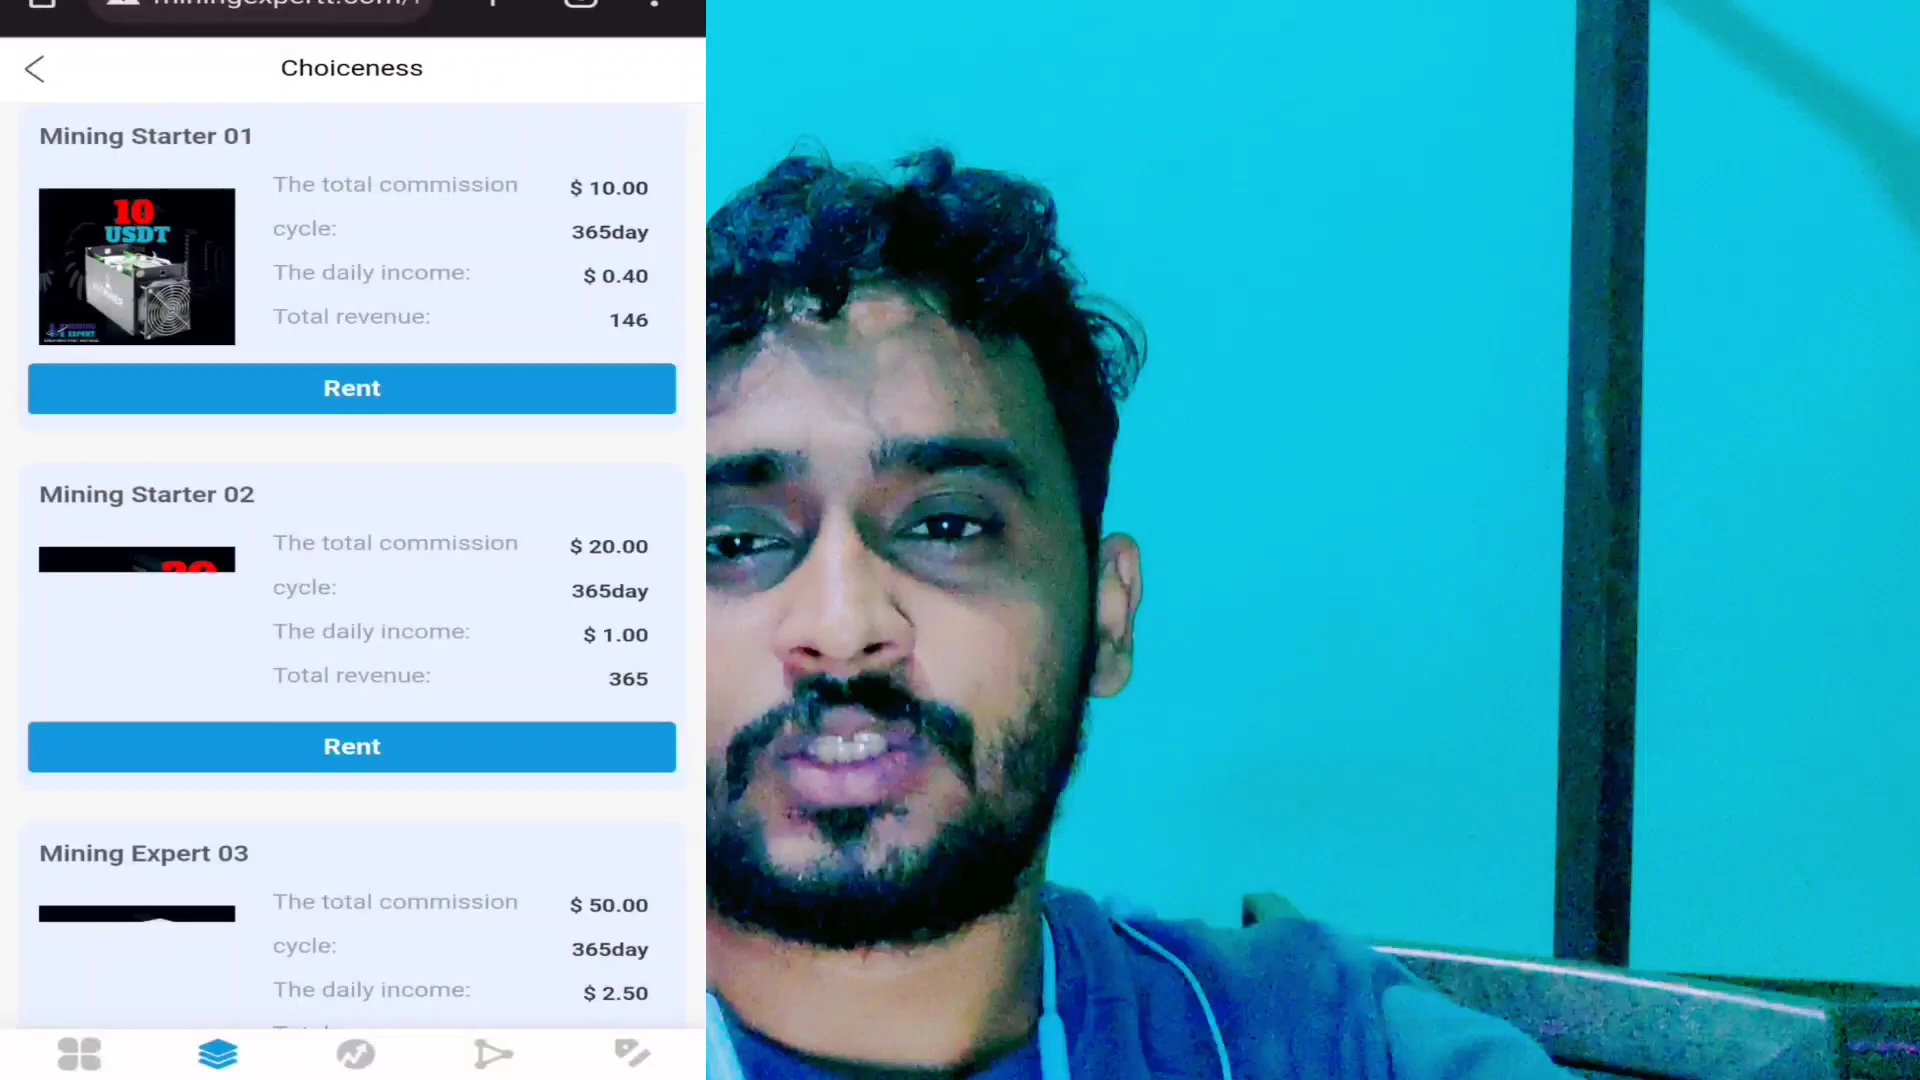 miningexpertt.com/
Choiceness
Mining Starter 01
10
USDT
The total commission $ 10.00
cycle: 365day
The daily income: $ 0.40
Total revenue: 146
Rent
Mining Starter 02
The total commission $ 20.00
cycle: 365day
The daily income: $ 1.00
Total revenue: 365
Rent
Mining Expert 03
The total commission $ 50.00
cycle: 365day
The daily income: $ 2.50